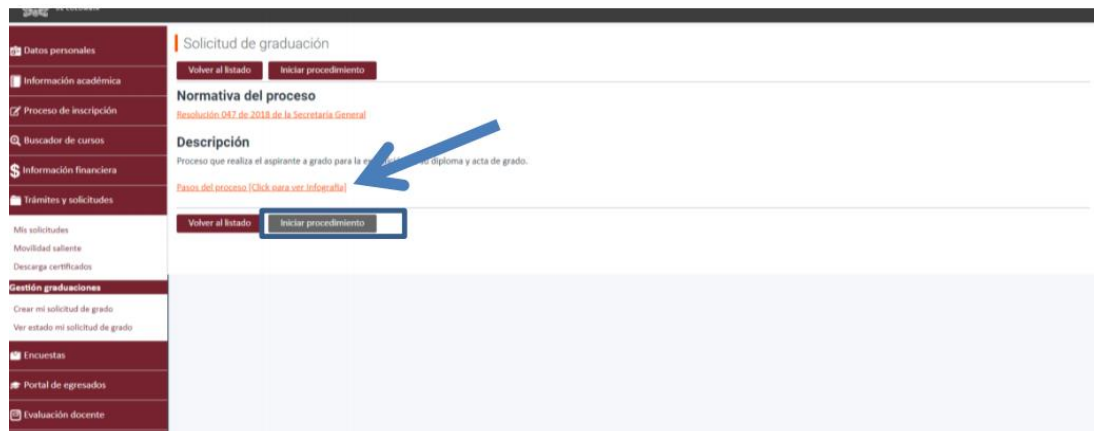 DE COLOMBIA
Datos personales
Información académica
Proceso de inscripción
Buscador de cursos
Información financiera
Trámites y solicitudes
Mis solicitudes
Movilidad saliente
Descarga certificados
Gestión graduaciones
Crear mi solicitud de grado
Ver estado mi solicitud de grado
Encuestas
Portal de egresados
Evaluación docente
Solicitud de graduación
Volver al listado Iniciar procedimiento
Normativa del proceso
Resolución 047 de 2018 de la Secretaría General
Descripción
Proceso que realiza el aspirante a grado para la diploma y acta de grado.
Pasos del proceso [Click para ver Infografía]
Volver al listado Iniciar procedimiento